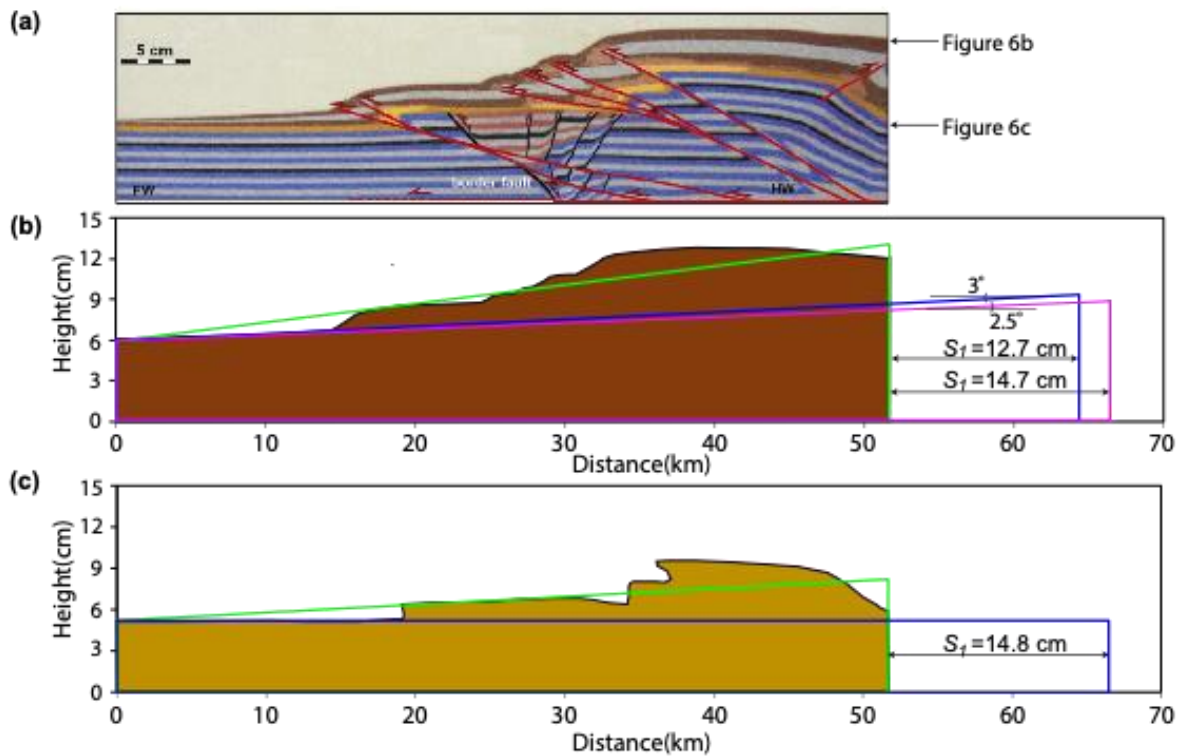 (a)
5 cm
Figure 6b
Figure 6c
FW
border fault
HW
(b)
15
12
9
6
3
0
Height(cm)
3°
2.5°
S1=12.7 cm
S1=14.7 cm
0 10 20 30 40 50 60 70
Distance(km)
(c)
15
12
9
6
3
0
Height(cm)
S1=14.8 cm
0 10 20 30 40 50 60 70
Distance(km)